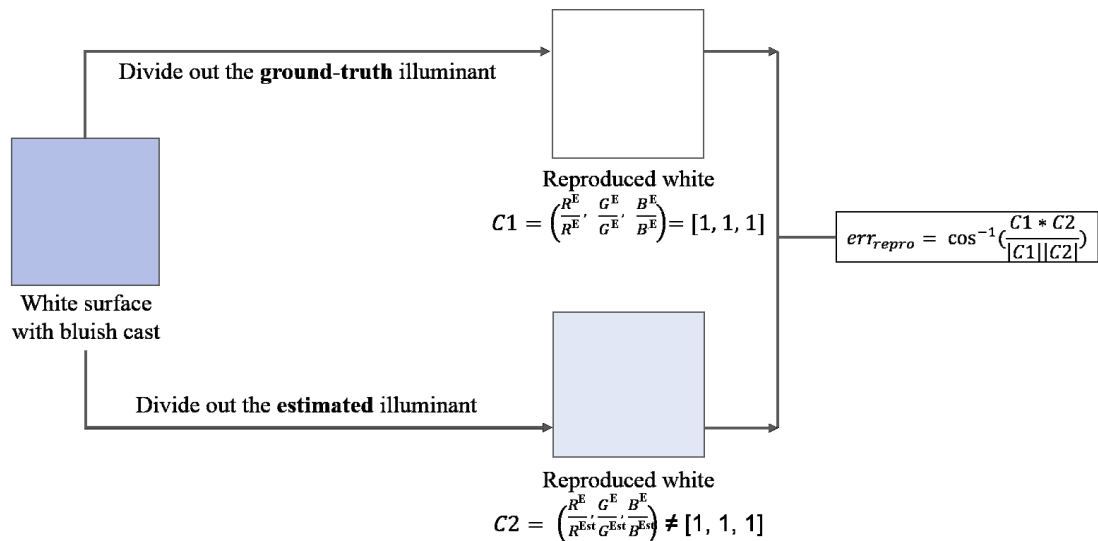 Divide out the ground-truth illuminant
Reproduced white
C1 = (R^E/R^E, G^E/G^E, B^E/B^E) = [1, 1, 1]
err_repro = cos^-1(C1 * C2/|C1||C2|)
White surface
with bluish cast
Divide out the estimated illuminant
Reproduced white
C2 = (R^E/R^Est, G^E/G^Est, B^E/B^Est) ≠ [1, 1, 1]